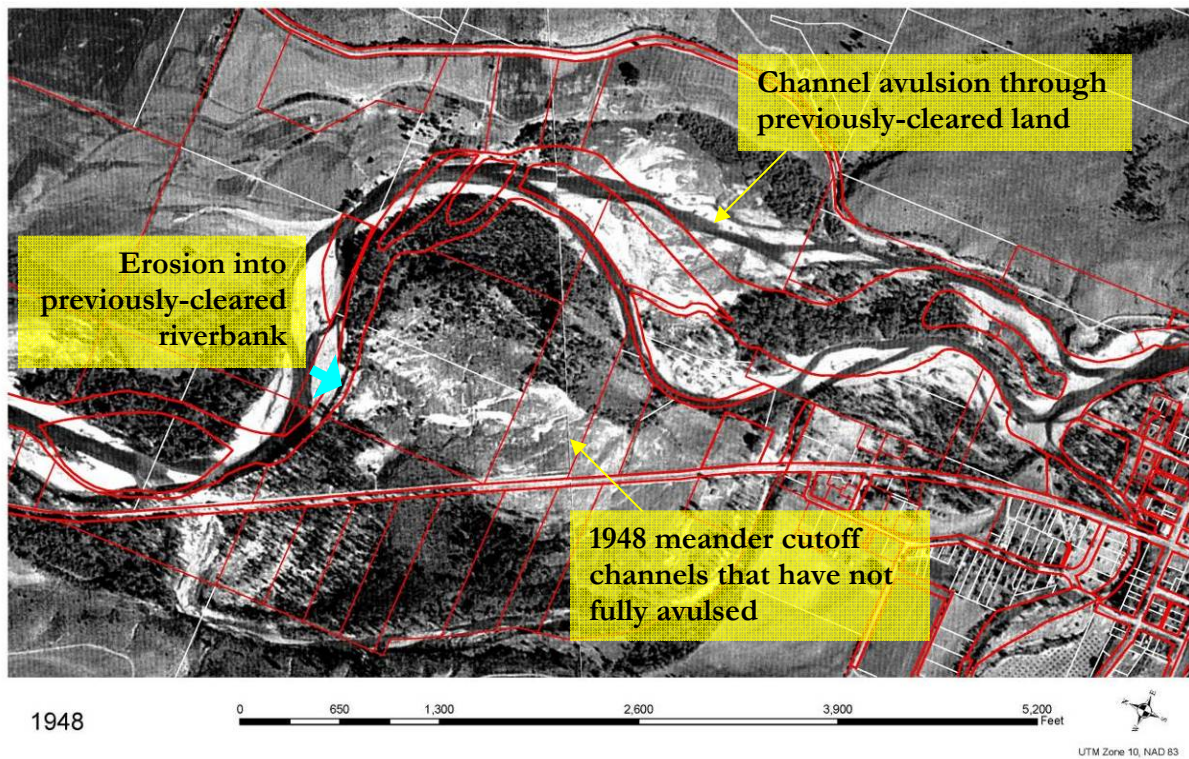 Channel avulsion through
previously-cleared land
Erosion into
previously-cleared
riverbank
1948 meander cutoff
channels that have not
fully avulsed
1948
0 650 1,300 2,600 3,900 5,200
Feet
N
E
S
W
UTM Zone 10, NAD 83